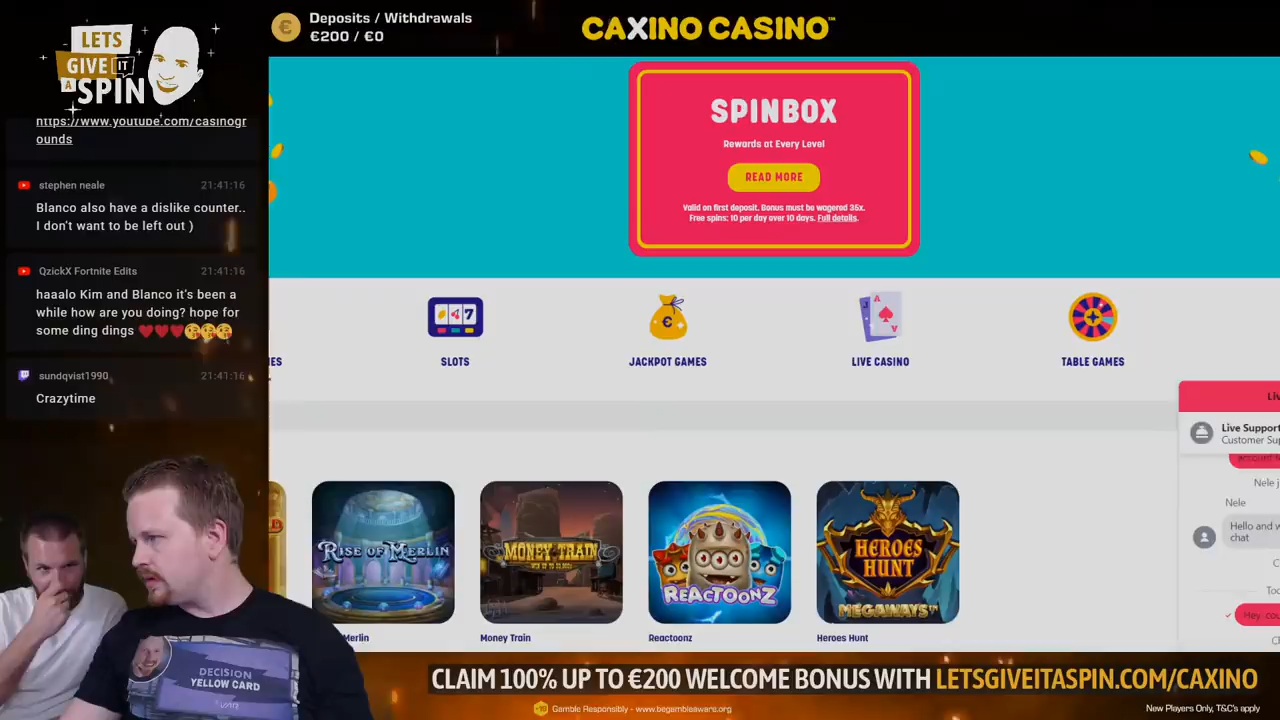 LETS
GIVE IT
A SPIN
Deposits / Withdrawals
€200 / €0
CAXINO CASINO™
https://www.youtube.com/casinogr
ounds
stephen neale 21:41:16
Blanco also have a dislike counter..
I don't want to be left out )
QzickX Fortnite Edits 21:41:16
haaalo Kim and Blanco it's been a
while how are you doing? hope for
some ding dings ❤️❤️❤️😘😘😘
sundqvist1990 21:41:16
Crazytime
SPINBOX
Rewards at Every Level
READ MORE
Valid on first deposit. Bonus must be wagered 35x.
Free spins: 10 per day over 10 days. Full details.
SLOTS
JACKPOT GAMES
LIVE CASINO
TABLE GAMES
Live Support
Customer Sup
Nele j
Nele
Hello and w
chat
Hey cou
RISE OF MERLIN
MONEY TRAIN
REACTOONZ
HEROES
HUNT
MEGAWAYS™
Merlin
Money Train
Reactoonz
Heroes Hunt
DECISION
YELLOW CARD
CLAIM 100% UP TO €200 WELCOME BONUS WITH LETSGIVEITASPIN.COM/CAXINO
Gamble Responsibly - www.begambleaware.org
New Players Only, T&C's apply